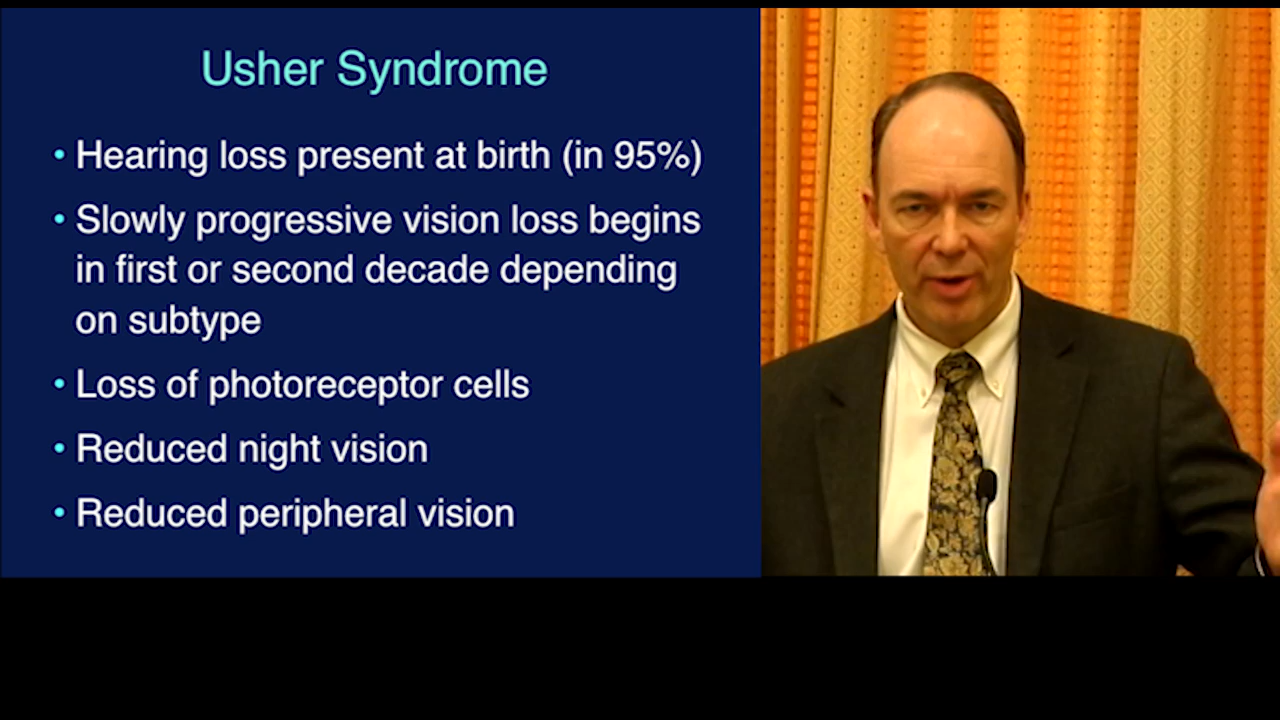 Usher Syndrome
• Hearing loss present at birth (in 95%)
• Slowly progressive vision loss begins
in first or second decade depending
on subtype
• Loss of photoreceptor cells
• Reduced night vision
• Reduced peripheral vision